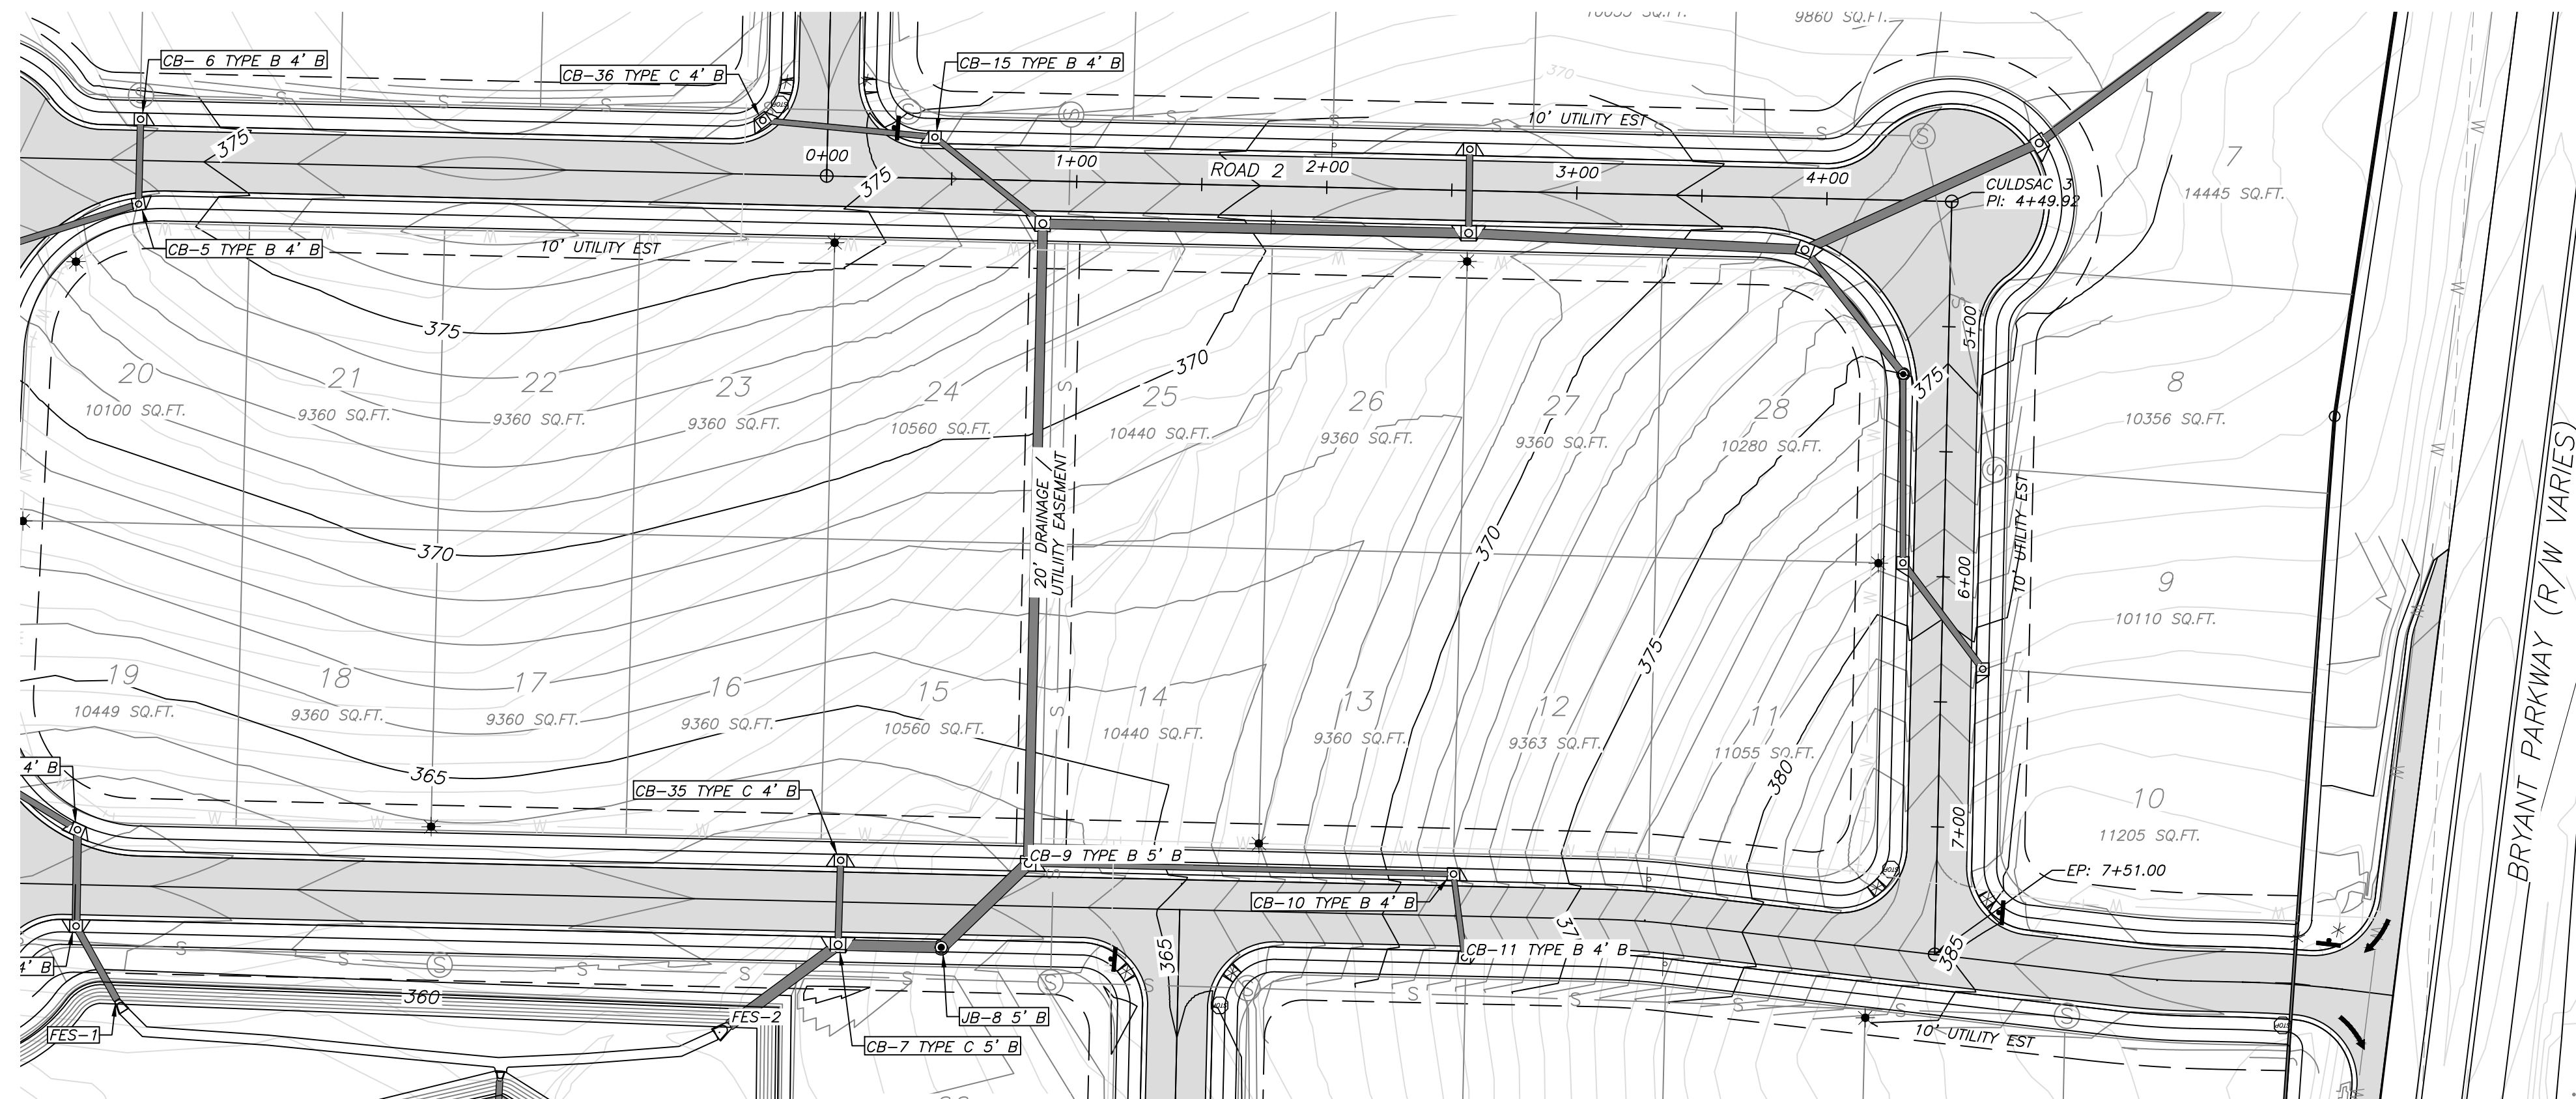 10055 SQ.FT.
9860 SQ.FT.
CB- 6 TYPE B 4' B
CB-36 TYPE C 4' B
CB-15 TYPE B 4' B
370
S
S
S
S
S
S
S
S
S
S
S
STOP
10' UTILITY EST
375
0+00
1+00
ROAD 2
2+00
3+00
4+00
375
CULDSAC 3
PI: 4+49.92
7
14445 SQ.FT.
CB-5 TYPE B 4' B
10' UTILITY EST
W
W
W
W
W
W
W
375
370
5+00
375
20
10100 SQ.FT.
21
9360 SQ.FT.
22
9360 SQ.FT.
23
9360 SQ.FT.
24
10560 SQ.FT.
25
10440 SQ.FT.
26
9360 SQ.FT.
27
9360 SQ.FT.
28
10280 SQ.FT.
8
10356 SQ.FT.
S
S
20' DRAINAGE /
UTILITY EASEMENT
10' UTILITY EST
370
370
6+00
9
10110 SQ.FT.
BRYANT PARKWAY (R/W VARIES)
375
19
10449 SQ.FT.
18
9360 SQ.FT.
17
9360 SQ.FT.
16
9360 SQ.FT.
15
10560 SQ.FT.
14
10440 SQ.FT.
13
9360 SQ.FT.
12
9363 SQ.FT.
11
11055 SQ.FT.
S
365
380
7+00
10
11205 SQ.FT.
4' B
CB-35 TYPE C 4' B
CB-9 TYPE B 5' B
EP: 7+51.00
STOP
CB-10 TYPE B 4' B
37
CB-11 TYPE B 4' B
365
385
4' B
S
S
S
S
S
S
S
S
S
S
S
S
S
S
360
FES-1
FES-2
JB-8 5' B
CB-7 TYPE C 5' B
STOP
10' UTILITY EST
STOP